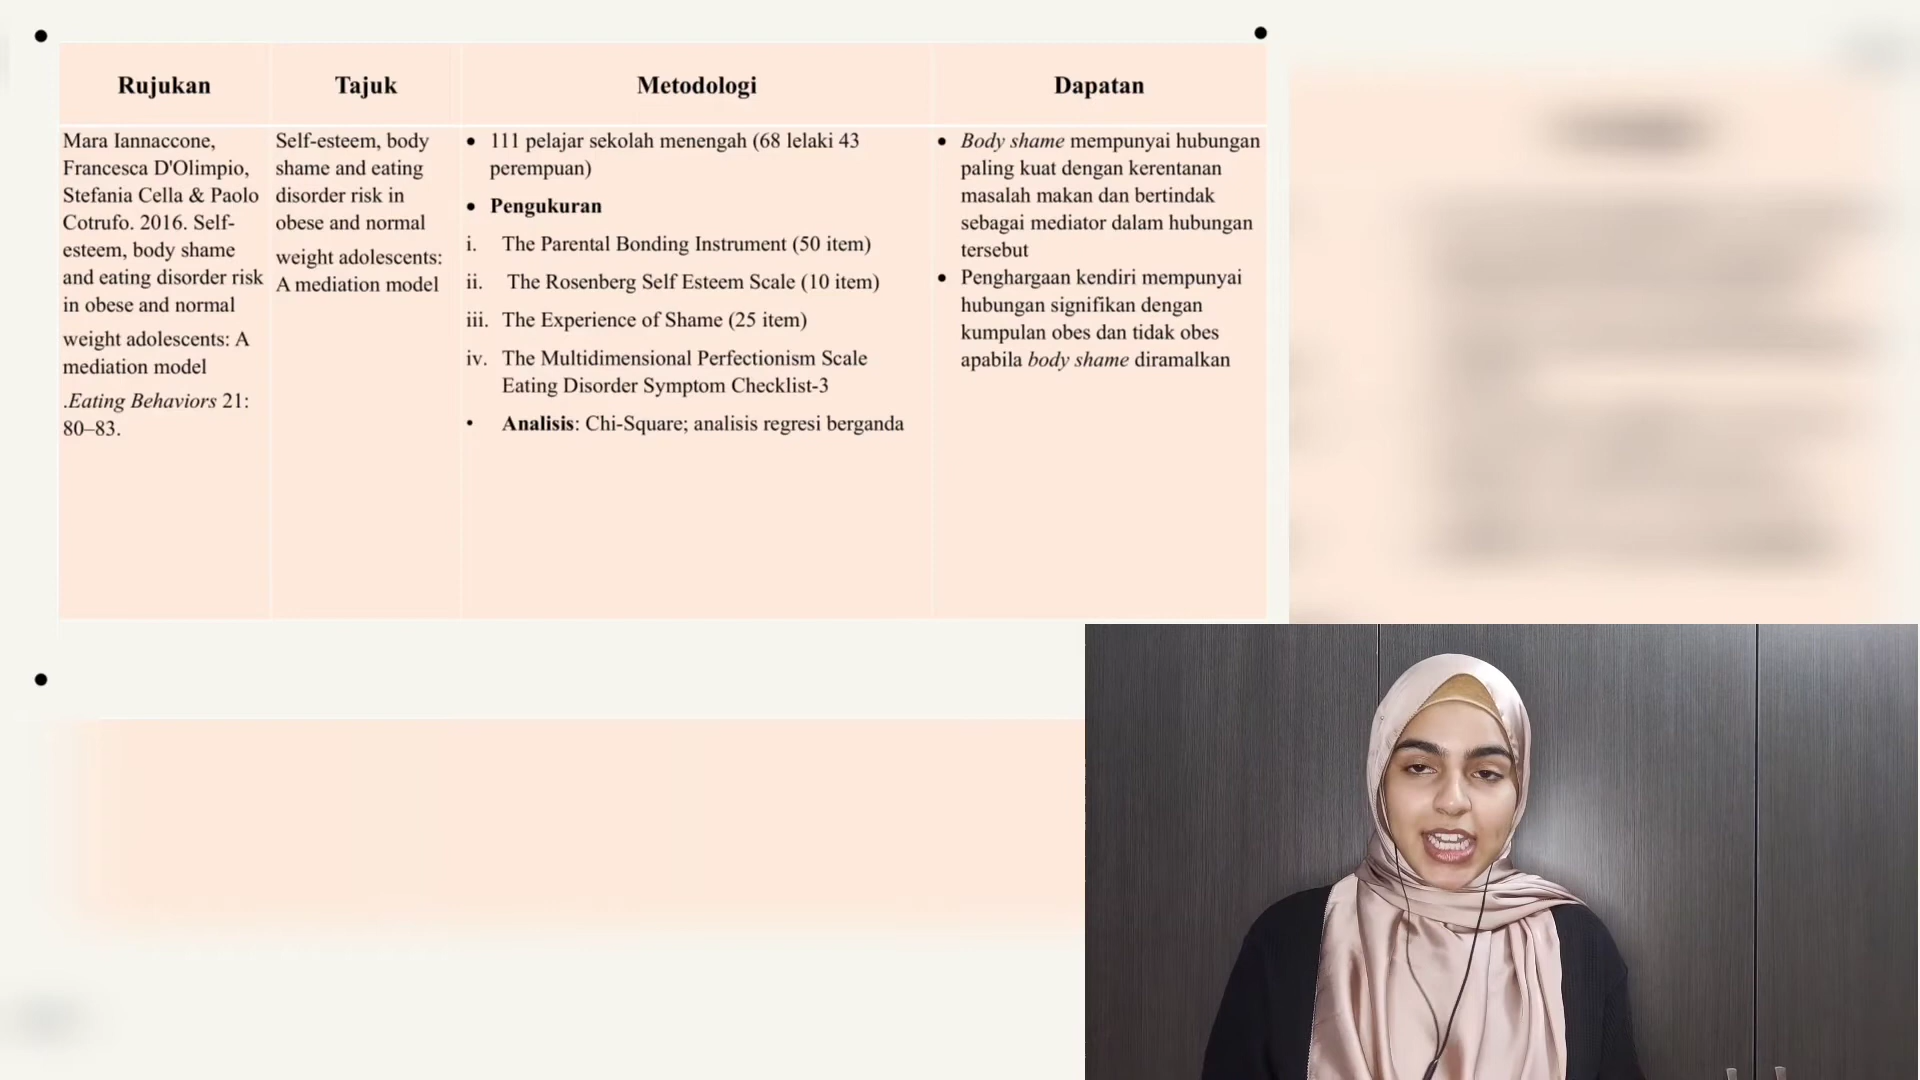 Rujukan
Tajuk
Metodologi
Dapatan
Mara Iannaccone,
Francesca D'Olimpio,
Stefania Cella & Paolo
Cotrufo. 2016. Self-
esteem, body shame
and eating disorder risk
in obese and normal
weight adolescents: A
mediation model
.Eating Behaviors 21:
80–83.
Self-esteem, body
shame and eating
disorder risk in
obese and normal
weight adolescents:
A mediation model
• 111 pelajar sekolah menengah (68 lelaki 43
perempuan)
• Pengukuran
i. The Parental Bonding Instrument (50 item)
ii. The Rosenberg Self Esteem Scale (10 item)
iii. The Experience of Shame (25 item)
iv. The Multidimensional Perfectionism Scale
Eating Disorder Symptom Checklist-3
• Analisis: Chi-Square; analisis regresi berganda
• Body shame mempunyai hubungan
paling kuat dengan kerentanan
masalah makan dan bertindak
sebagai mediator dalam hubungan
tersebut
• Penghargaan kendiri mempunyai
hubungan signifikan dengan
kumpulan obes dan tidak obes
apabila body shame diramalkan